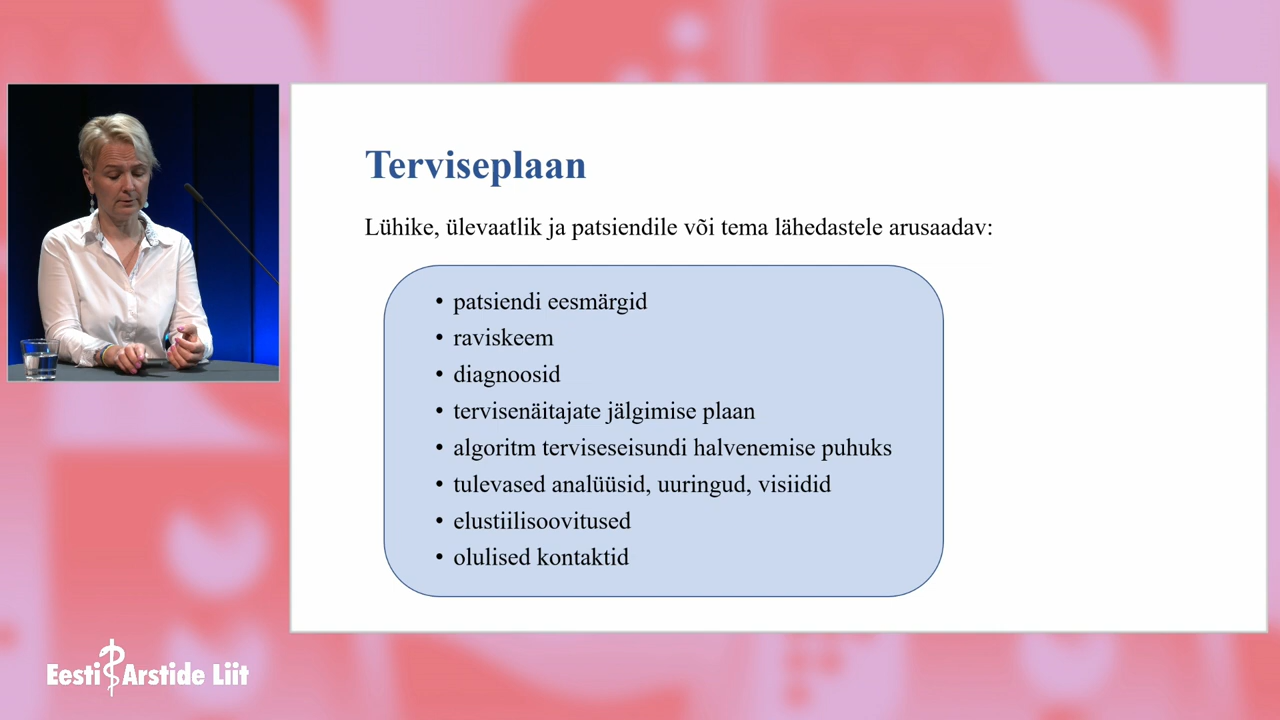 Terviseplaan
Lühike, ülevaatlik ja patsiendile või tema lähedastele arusaadav:
• patsiendi eesmärgid
• raviskeem
• diagnoosid
• tervisenäitajate jälgimise plaan
• algoritm terviseseisundi halvenemise puhuks
• tulevased analüüsid, uuringud, visiidid
• elustiilisoovitused
• olulised kontaktid
Eesti Arstide Liit